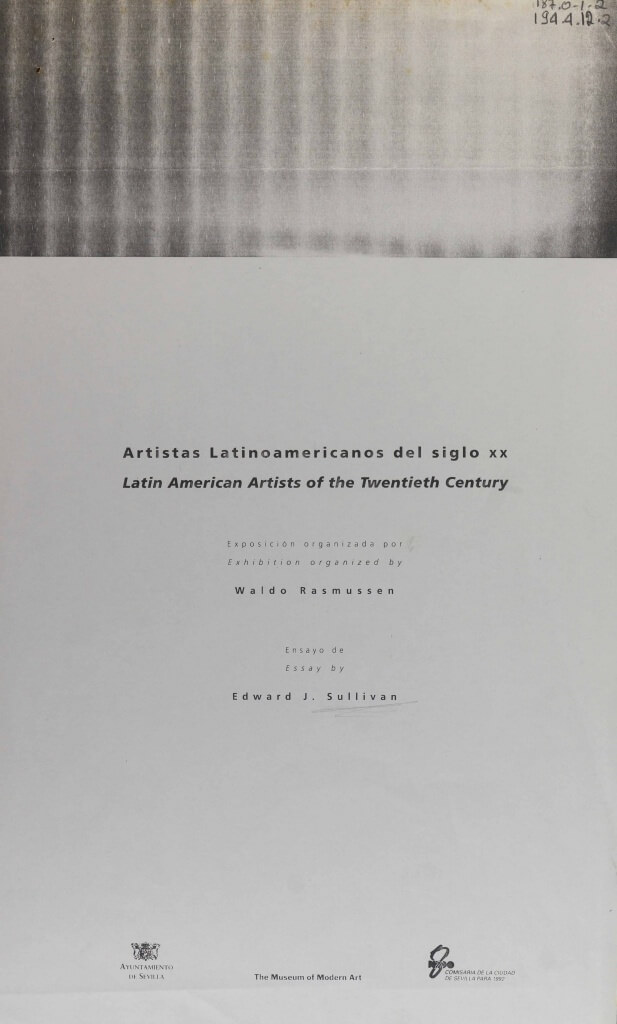 1944.12.2
Artistas Latinoamericanos del siglo xx
Latin American Artists of the Twentieth Century
Exposición organizada por
Exhibition organized by
Waldo Rasmussen
Ensayo de
Essay by
Edward J. Sullivan
AYUNTAMIENTO
DE SEVILLA
The Museum of Modern Art
COMISARIA DE LA CIUDAD
DE SEVILLA PARA 1992